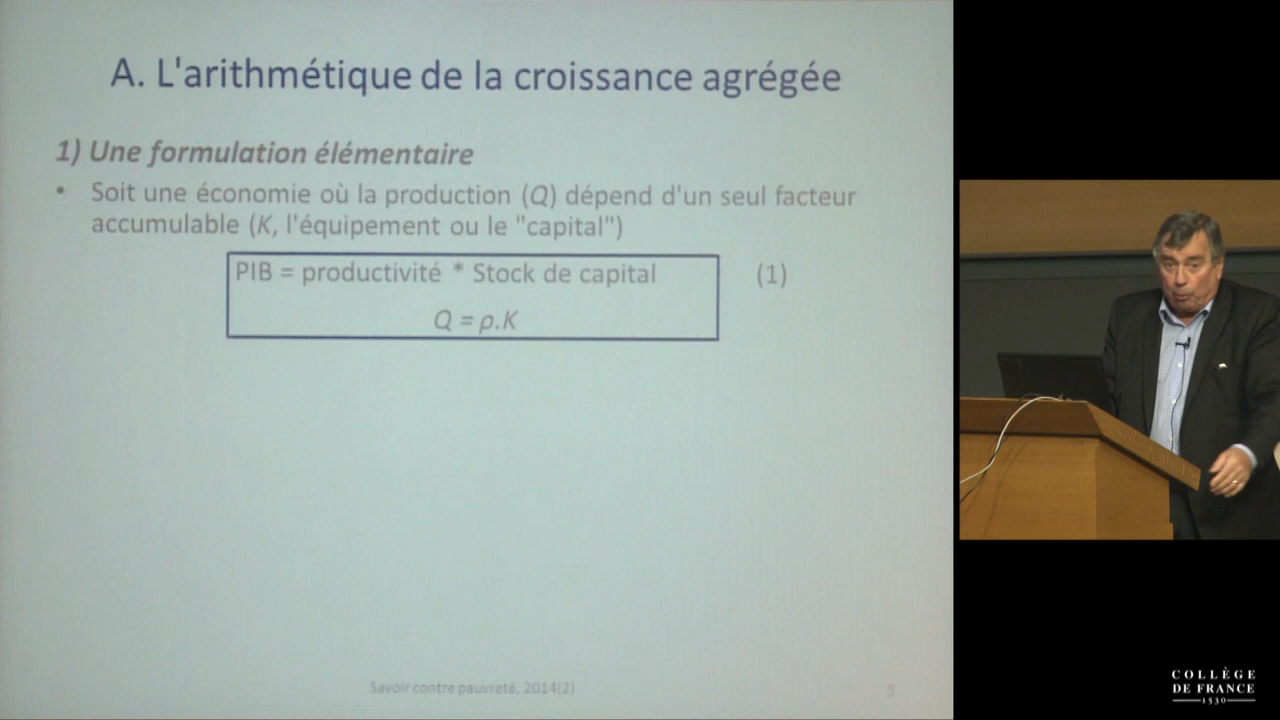 A. L'arithmétique de la croissance agrégée
1) Une formulation élémentaire
• Soit une économie où la production (Q) dépend d'un seul facteur
accumulable (K, l'équipement ou le "capital")
PIB = productivité * Stock de capital (1)
Q = ρ.K
Savoir contre pauvreté, 2014(2)
5
COLLÈGE
DE FRANCE
1530